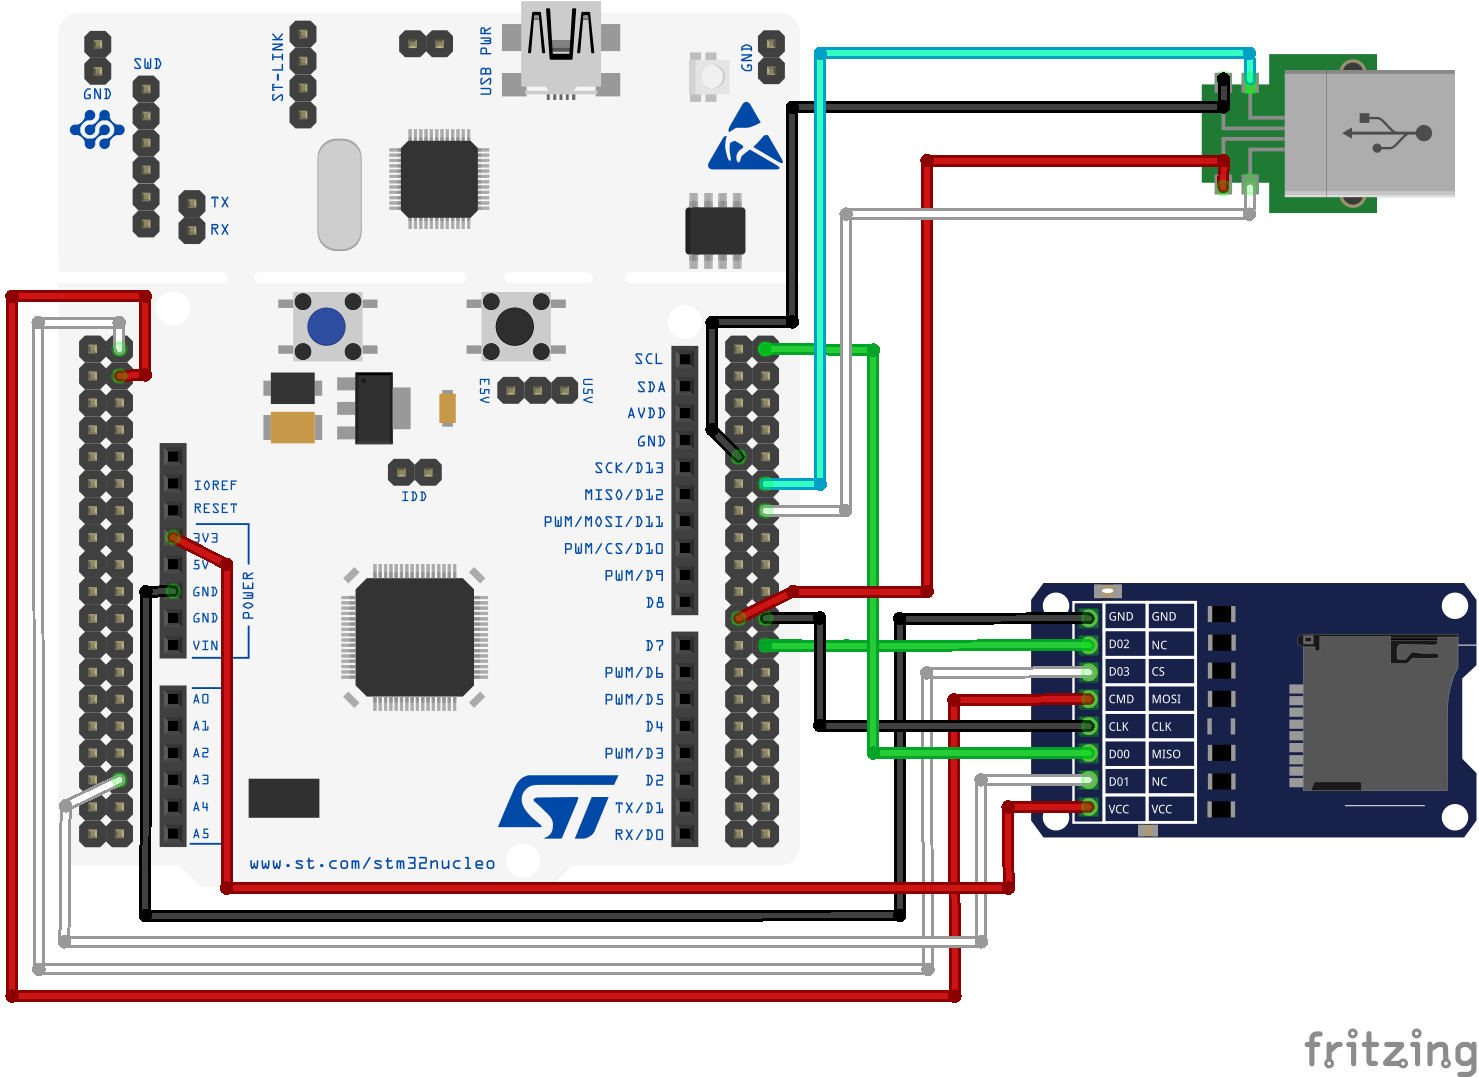 SWD
GND
ST-LINK
USB PWR
GND
TX
RX
E5V
U5V
IDD
IOREF
RESET
3V3
5V
GND
GND
VIN
POWER
A0
A1
A2
A3
A4
A5
SCL
SDA
AVDD
GND
SCK/D13
MISO/D12
PWM/MOSI/D11
PWM/CS/D10
PWM/D9
D8
D7
PWM/D6
PWM/D5
D4
PWM/D3
D2
TX/D1
RX/D0
ST
www.st.com/stm32nucleo
GND GND
D02 NC
D03 CS
CMD MOSI
CLK CLK
D00 MISO
D01 NC
VCC VCC
fritzing